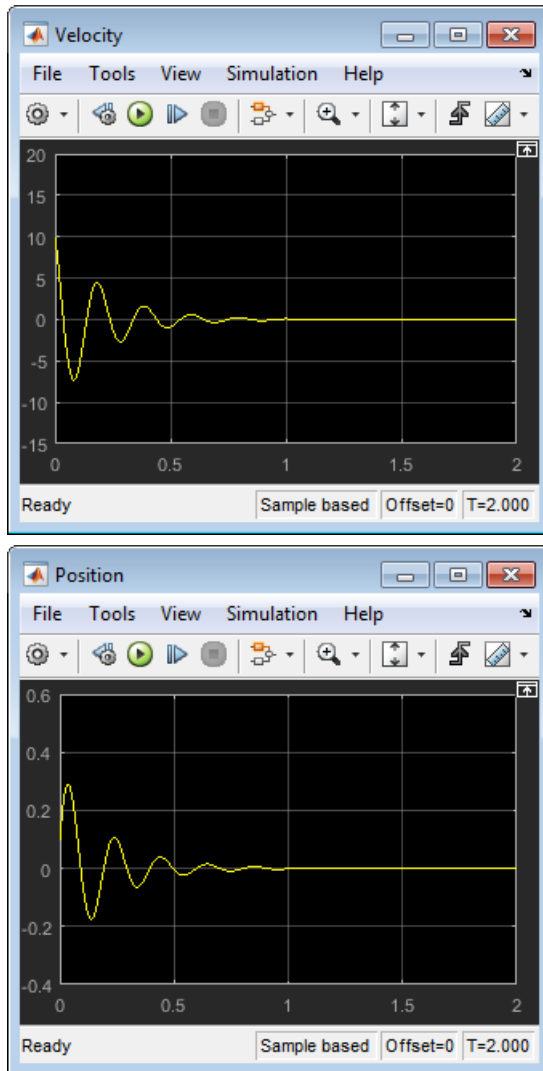 Velocity
File Tools View Simulation Help
20
15
10
5
0
-5
-10
-15
0 0.5 1 1.5 2
Ready Sample based Offset=0 T=2.000
Position
File Tools View Simulation Help
0.6
0.4
0.2
0
-0.2
-0.4
0 0.5 1 1.5 2
Ready Sample based Offset=0 T=2.000